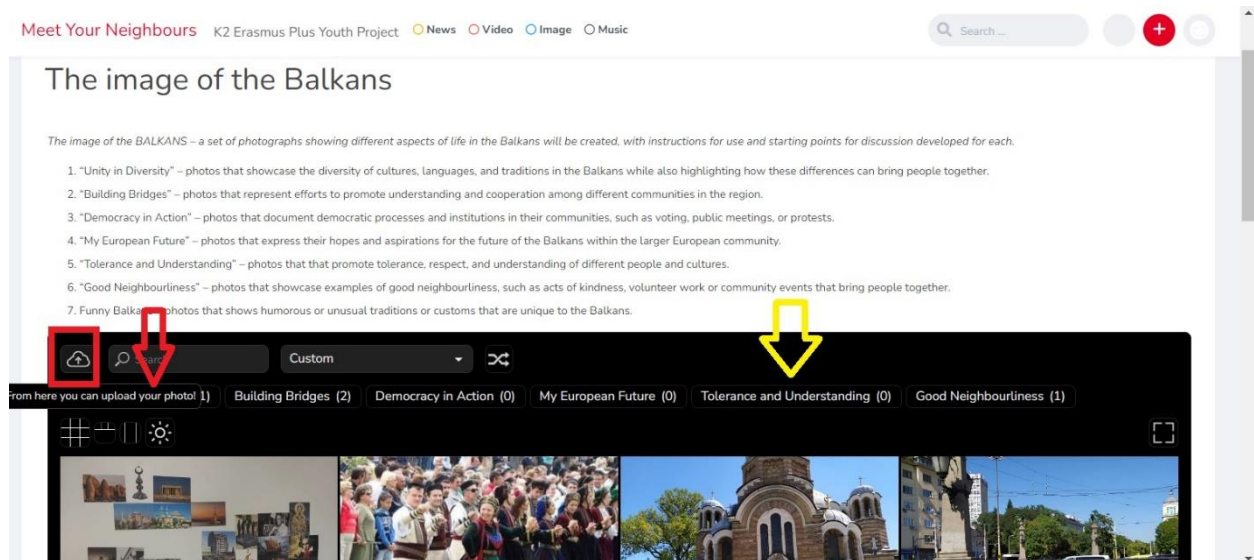 Meet Your Neighbours K2 Erasmus Plus Youth Project News Video Image Music Search ...
The image of the Balkans
The image of the BALKANS – a set of photographs showing different aspects of life in the Balkans will be created, with instructions for use and starting points for discussion developed for each.
1. “Unity in Diversity” – photos that showcase the diversity of cultures, languages, and traditions in the Balkans while also highlighting how these differences can bring people together.
2. “Building Bridges” – photos that represent efforts to promote understanding and cooperation among different communities in the region.
3. “Democracy in Action” – photos that document democratic processes and institutions in their communities, such as voting, public meetings, or protests.
4. “My European Future” – photos that express their hopes and aspirations for the future of the Balkans within the larger European community.
5. “Tolerance and Understanding” – photos that that promote tolerance, respect, and understanding of different people and cultures.
6. “Good Neighbourliness” – photos that showcase examples of good neighbourliness, such as acts of kindness, volunteer work or community events that bring people together.
7. Funny photos that shows humorous or unusual traditions or customs that are unique to the Balkans.
Custom
From here you can upload your photo! 1) Building Bridges (2) Democracy in Action (0) My European Future (0) Tolerance and Understanding (0) Good Neighbourliness (1)